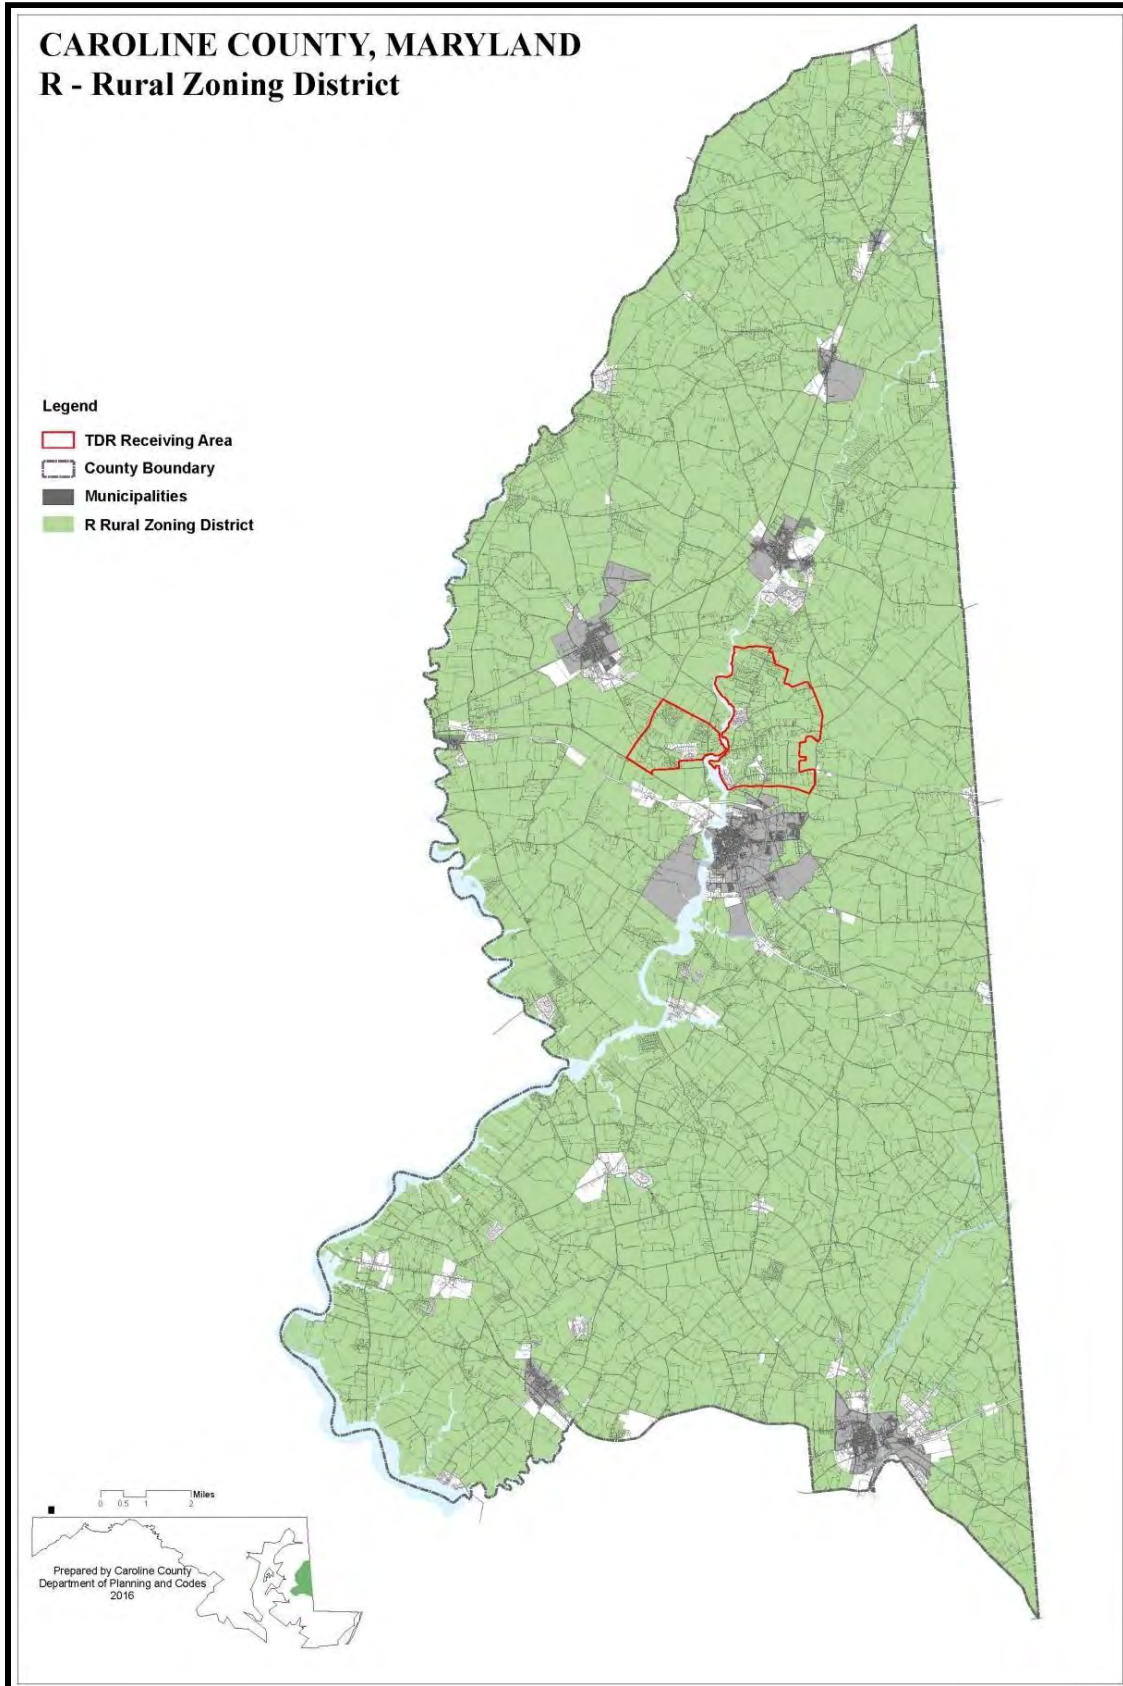 CAROLINE COUNTY, MARYLAND
R - Rural Zoning District
Legend
TDR Receiving Area
County Boundary
Municipalities
R Rural Zoning District
Miles
0 0.5 1 2
Prepared by Caroline County
Department of Planning and Codes
2016